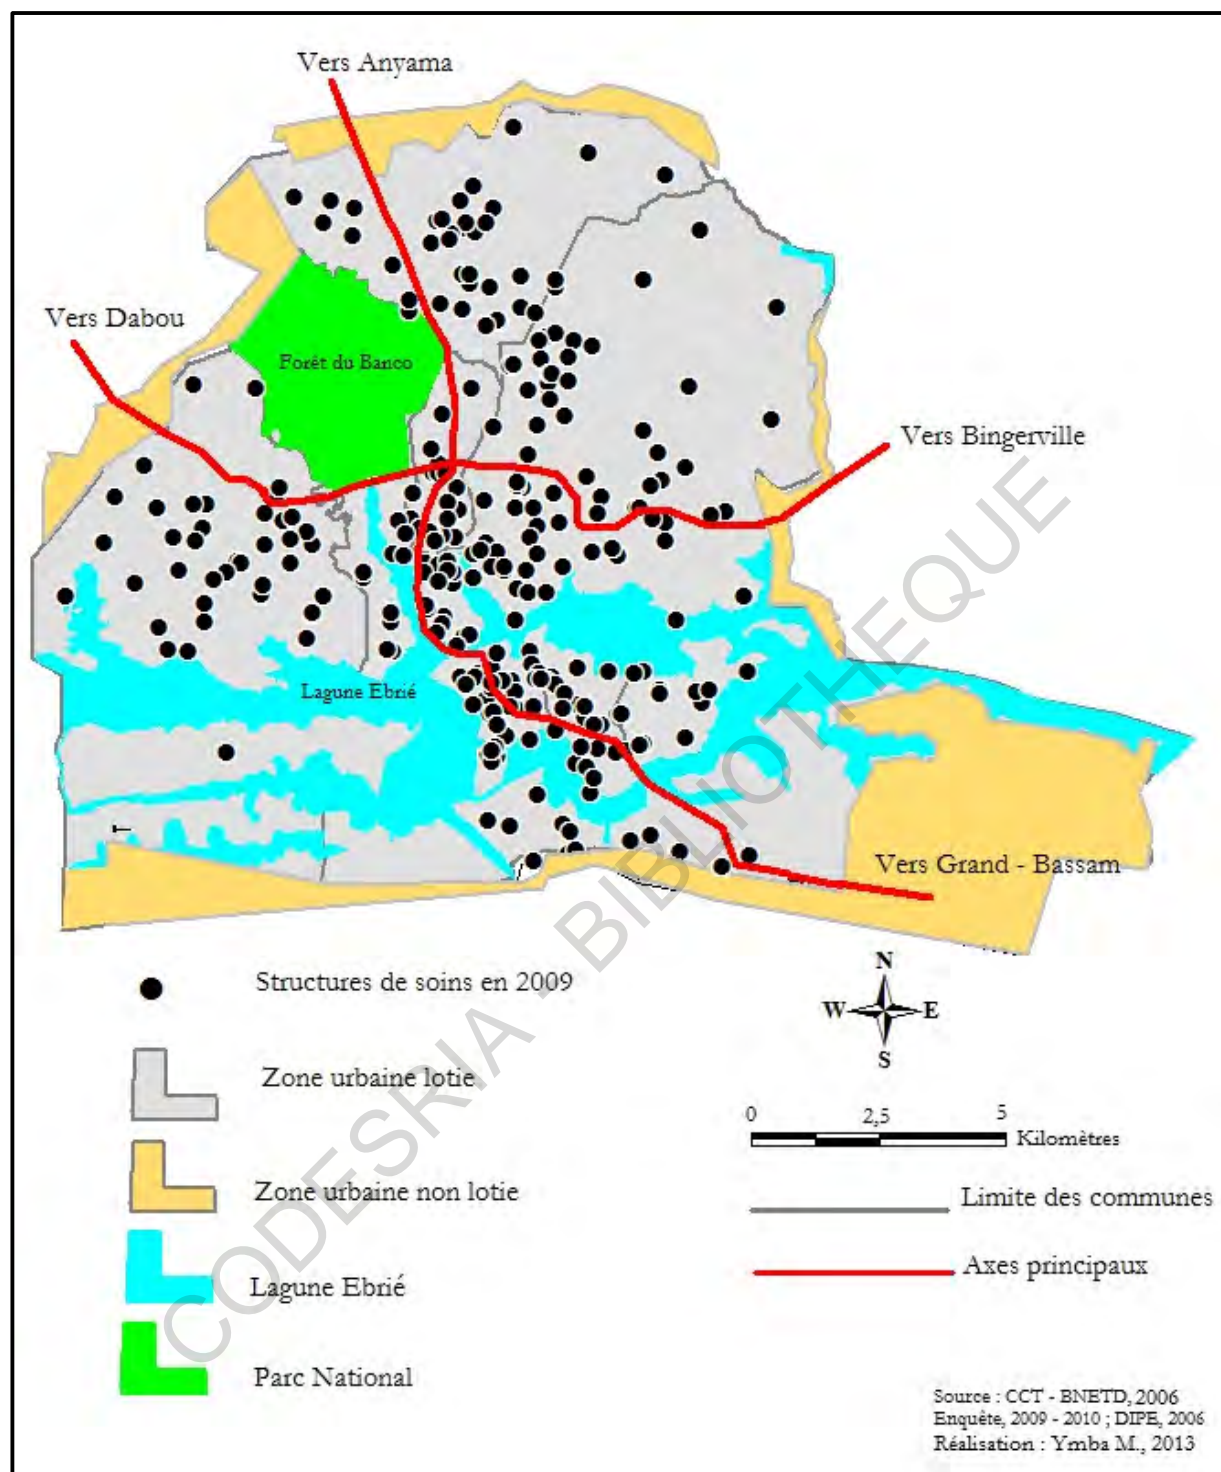 Vers Anyama
Vers Dabou
Forêt du Banco
Vers Bingerville
Lagune Ebrié
Vers Grand - Bassam
Structures de soins en 2009
Zone urbaine lotie
Zone urbaine non lotie
Lagune Ebrié
Parc National
N
W E
S
0 2,5 5
Kilomètres
Limite des communes
Axes principaux
Source : CCT - BNETD, 2006
Enquête, 2009 - 2010 ; DIPE, 2006
Réalisation : Ymba M., 2013
CODESRIA - BIBLIOTHEQUE